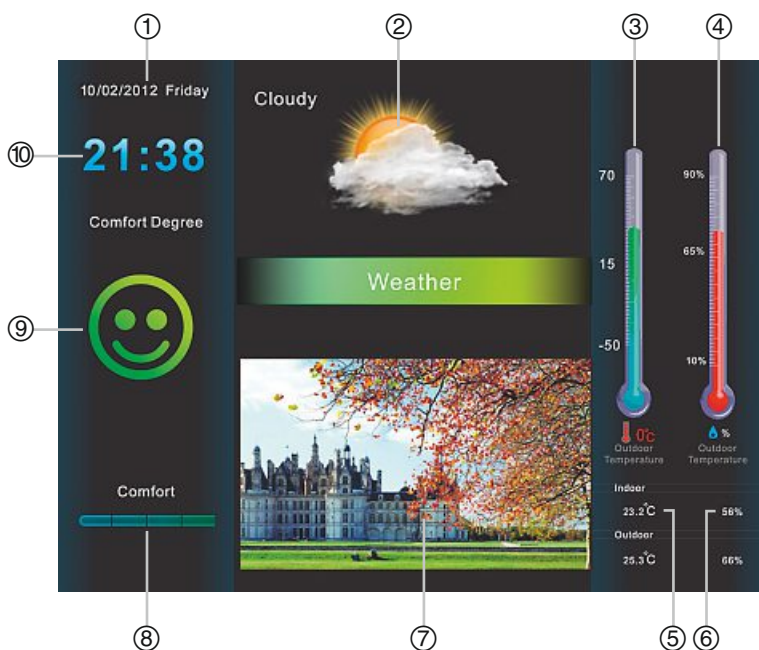 ① ② ③ ④
10/02/2012 Friday
Cloudy
⑩ 21:38
70 90%
Comfort Degree
65%
15
Weather
⑨
-50
10%
0°c %
Outdoor Temperature
Outdoor Temperature
Comfort
Indoor
23.2°C 56%
Outdoor
25.3°C 66%
⑧ ⑦ ⑤ ⑥